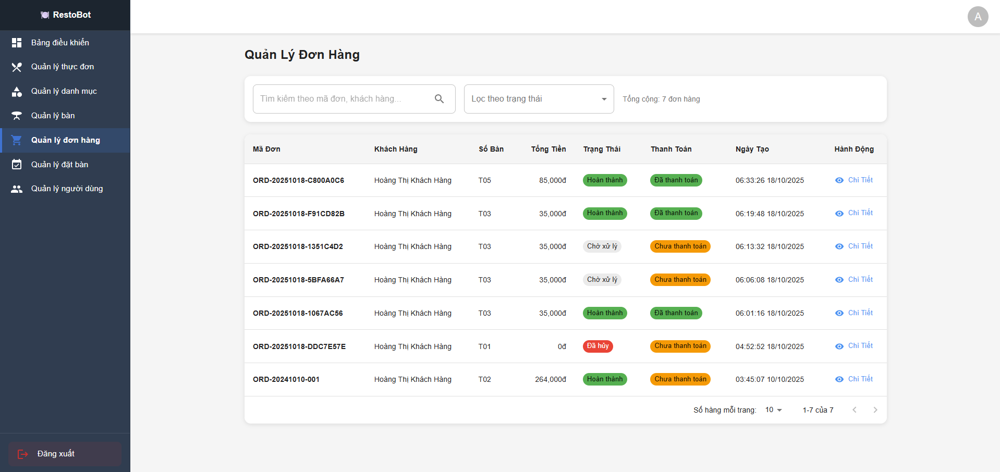 RestoBot
A
Bảng điều khiển
Quản lý thực đơn
Quản lý danh mục
Quản lý bàn
Quản lý đơn hàng
Quản lý đặt bàn
Quản lý người dùng
Đăng xuất
Quản Lý Đơn Hàng
Tìm kiếm theo mã đơn, khách hàng... Lọc theo trạng thái Tổng cộng: 7 đơn hàng
Mã Đơn Khách Hàng Số Bàn Tổng Tiền Trạng Thái Thanh Toán Ngày Tạo Hành Động
ORD-20251018-C800A0C6 Hoàng Thị Khách Hàng T05 85,000đ Hoàn thành Đã thanh toán 06:33:26 18/10/2025 Chi Tiết
ORD-20251018-F91CD82B Hoàng Thị Khách Hàng T03 35,000đ Hoàn thành Đã thanh toán 06:19:48 18/10/2025 Chi Tiết
ORD-20251018-1351C4D2 Hoàng Thị Khách Hàng T03 35,000đ Chờ xử lý Chưa thanh toán 06:13:32 18/10/2025 Chi Tiết
ORD-20251018-5BFA66A7 Hoàng Thị Khách Hàng T03 35,000đ Chờ xử lý Chưa thanh toán 06:06:08 18/10/2025 Chi Tiết
ORD-20251018-1067AC56 Hoàng Thị Khách Hàng T03 35,000đ Hoàn thành Đã thanh toán 06:01:16 18/10/2025 Chi Tiết
ORD-20251018-DDC7E57E Hoàng Thị Khách Hàng T01 0đ Đã hủy Chưa thanh toán 04:52:52 18/10/2025 Chi Tiết
ORD-20241010-001 Hoàng Thị Khách Hàng T02 264,000đ Hoàn thành Chưa thanh toán 03:45:07 10/10/2025 Chi Tiết
Số hàng mỗi trang: 10 1-7 của 7